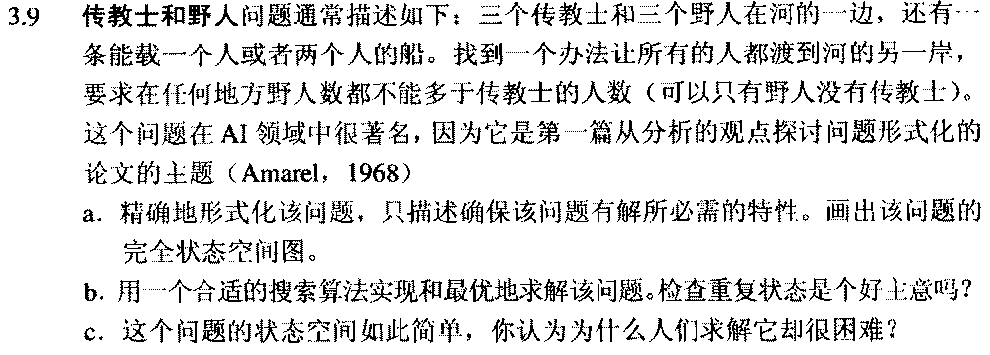 3.9 传教士和野人问题通常描述如下：三个传教士和三个野人在河的一边，还有一
条能载一个人或者两个人的船。找到一个办法让所有的人都渡到河的另一岸，
要求在任何地方野人数都不能多于传教士的人数（可以只有野人没有传教士）。
这个问题在 AI 领域中很著名，因为它是第一篇从分析的观点探讨问题形式化的
论文的主题（Amarel，1968）
a. 精确地形式化该问题，只描述确保该问题有解所必需的特性。画出该问题的
完全状态空间图。
b. 用一个合适的搜索算法实现和最优地求解该问题。检查重复状态是个好主意吗？
c. 这个问题的状态空间如此简单，你认为为什么人们求解它却很困难？